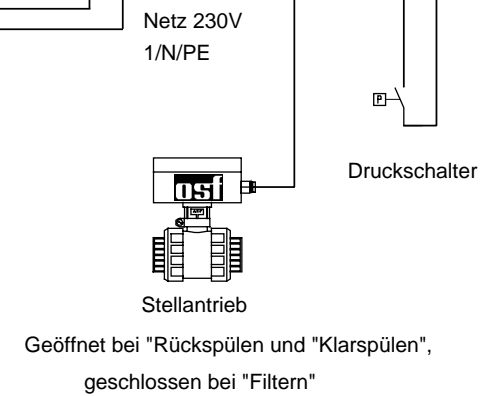 Netz 230V
1/N/PE
P
Druckschalter
osf
Stellantrieb
Geöffnet bei "Rückspülen und "Klarspülen",
geschlossen bei "Filtern"